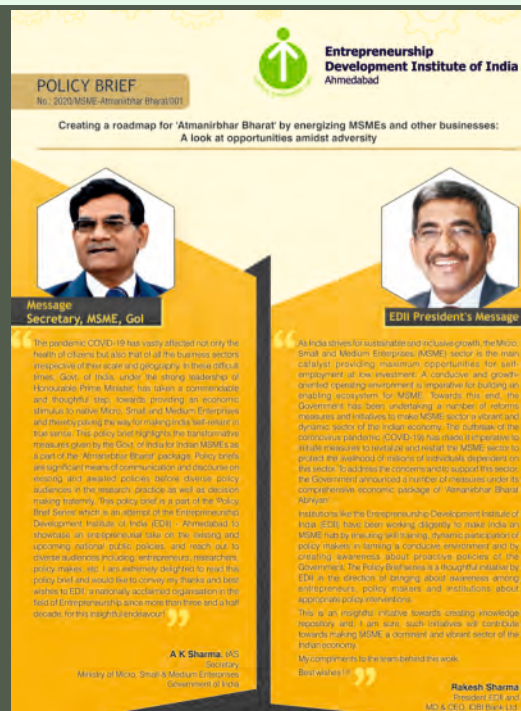 Entrepreneurship
Development Institute of India
Ahmedabad
POLICY BRIEF
No.: 2020/MSME-Atmanirbhar Bharat/001
Creating a roadmap for 'Atmanirbhar Bharat' by energizing MSMEs and other businesses:
A look at opportunities amidst adversity
Message
Secretary, MSME, GoI
The pandemic COVID-19 has vastly affected not only the
health of citizens but also that of all the business sectors
irrespective of their scale and geography. In these difficult
times, Govt. of India, under the strong leadership of
Honourable Prime Minister, has taken a commendable
and thoughtful step, towards providing an economic
stimulus to native Micro, Small and Medium Enterprises
and thereby paving the way for making India 'self-reliant' in
true sense. This policy brief highlights the transformative
measures given by the Govt. of India for Indian MSMEs as
a part of the 'Atmanirbhar Bharat' package. Policy briefs
are significant means of communication and discourse on
existing and awaited policies before diverse policy
audiences in the research, practice as well as decision
making fraternity. This policy brief is a part of the 'Policy
Brief Series' which is an attempt of the Entrepreneurship
Development Institute of India (EDII) - Ahmedabad to
showcase an entrepreneurial take on the existing and
upcoming national public policies, and reach out to
diverse audiences including, entrepreneurs, researchers,
policy makers, etc. I am extremely delighted to read this
policy brief and would like to convey my thanks and best
wishes to EDII, a nationally acclaimed organisation in the
field of Entrepreneurship since more than three and a half
decade, for this insightful endeavour!
A K Sharma, IAS
Secretary
Ministry of Micro, Small & Medium Enterprises
Government of India
EDII President's Message
As India strives for sustainable and inclusive growth, the Micro,
Small and Medium Enterprises (MSME) sector is the main
catalyst providing maximum opportunities for self-
employment at low investment. A conducive and growth-
oriented operating environment is imperative for building an
enabling ecosystem for MSME. Towards this end, the
Government has been undertaking a number of reforms
measures and initiatives to make MSME sector a vibrant and
dynamic sector of the Indian economy. The outbreak of the
coronavirus pandemic (COVID-19) has made it imperative to
initiate measures to revitalize and restart the MSME sector to
protect the livelihood of millions of individuals dependent on
this sector. To address the concerns and to support this sector,
the Government announced a number of measures under its
comprehensive economic package of 'Atmanirbhar Bharat
Abhiyan'.
Institutions like the Entrepreneurship Development Institute of
India (EDII) have been working diligently to make India an
MSME hub by ensuring skill training, dynamic participation of
policy makers in farming a conducive environment and by
creating awareness about proactive policies of the
Government. The Policy Brief series is a thoughtful initiative by
EDII in the direction of bringing about awareness among
entrepreneurs, policy makers and institutions about
appropriate policy interventions.
This is an insightful initiative towards creating knowledge
repository and, I am sure, such initiatives will contribute
towards making MSME a dominant and vibrant sector of the
Indian economy.
My compliments to the team behind this work.
Best wishes !!!
Rakesh Sharma
President EDII and
MD & CEO, IDBI Bank Ltd.